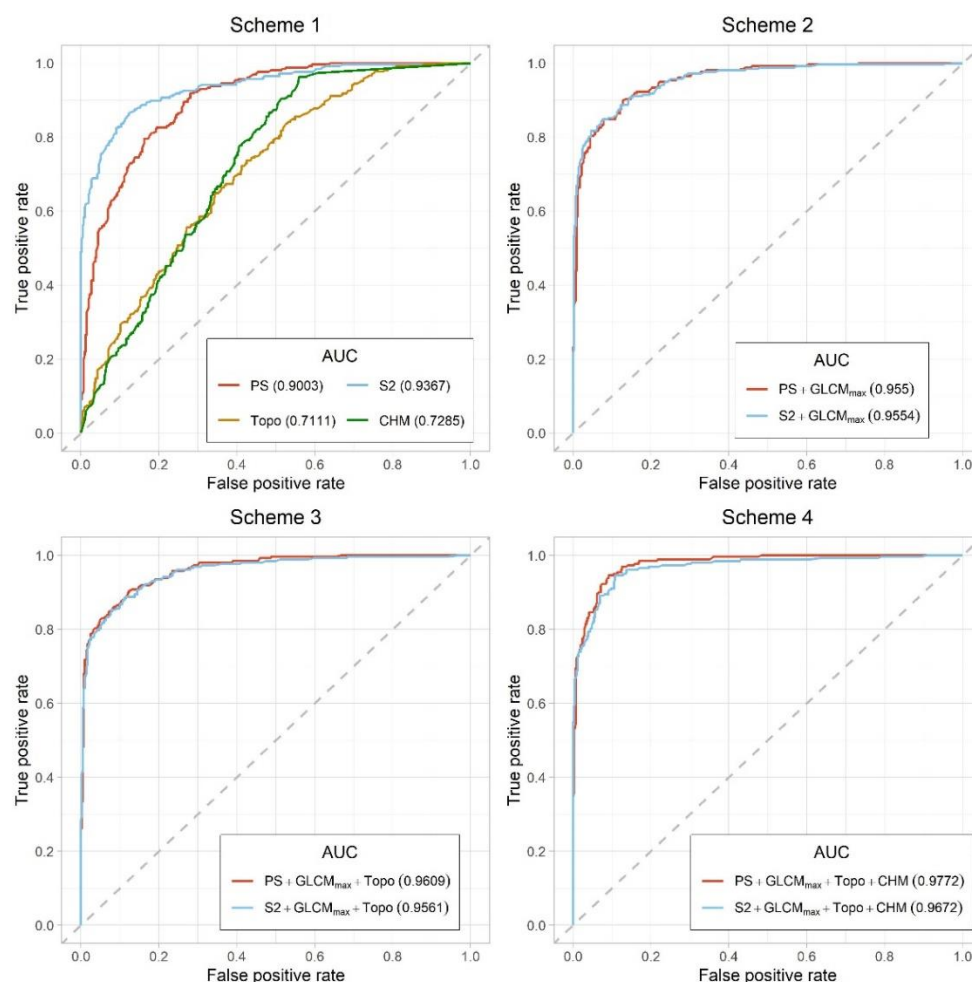 Scheme 1
1.0
0.8
0.6
0.4
0.2
0.0
True positive rate
AUC
PS (0.9003)
S2 (0.9367)
Topo (0.7111)
CHM (0.7285)
0.0 0.2 0.4 0.6 0.8 1.0
False positive rate
Scheme 2
1.0
0.8
0.6
0.4
0.2
0.0
True positive rate
AUC
PS + GLCMmax (0.955)
S2 + GLCMmax (0.9554)
0.0 0.2 0.4 0.6 0.8 1.0
False positive rate
Scheme 3
1.0
0.8
0.6
0.4
0.2
0.0
True positive rate
AUC
PS + GLCMmax + Topo (0.9609)
S2 + GLCMmax + Topo (0.9561)
0.0 0.2 0.4 0.6 0.8 1.0
False positive rate
Scheme 4
1.0
0.8
0.6
0.4
0.2
0.0
True positive rate
AUC
PS + GLCMmax + Topo + CHM (0.9772)
S2 + GLCMmax + Topo + CHM (0.9672)
0.0 0.2 0.4 0.6 0.8 1.0
False positive rate